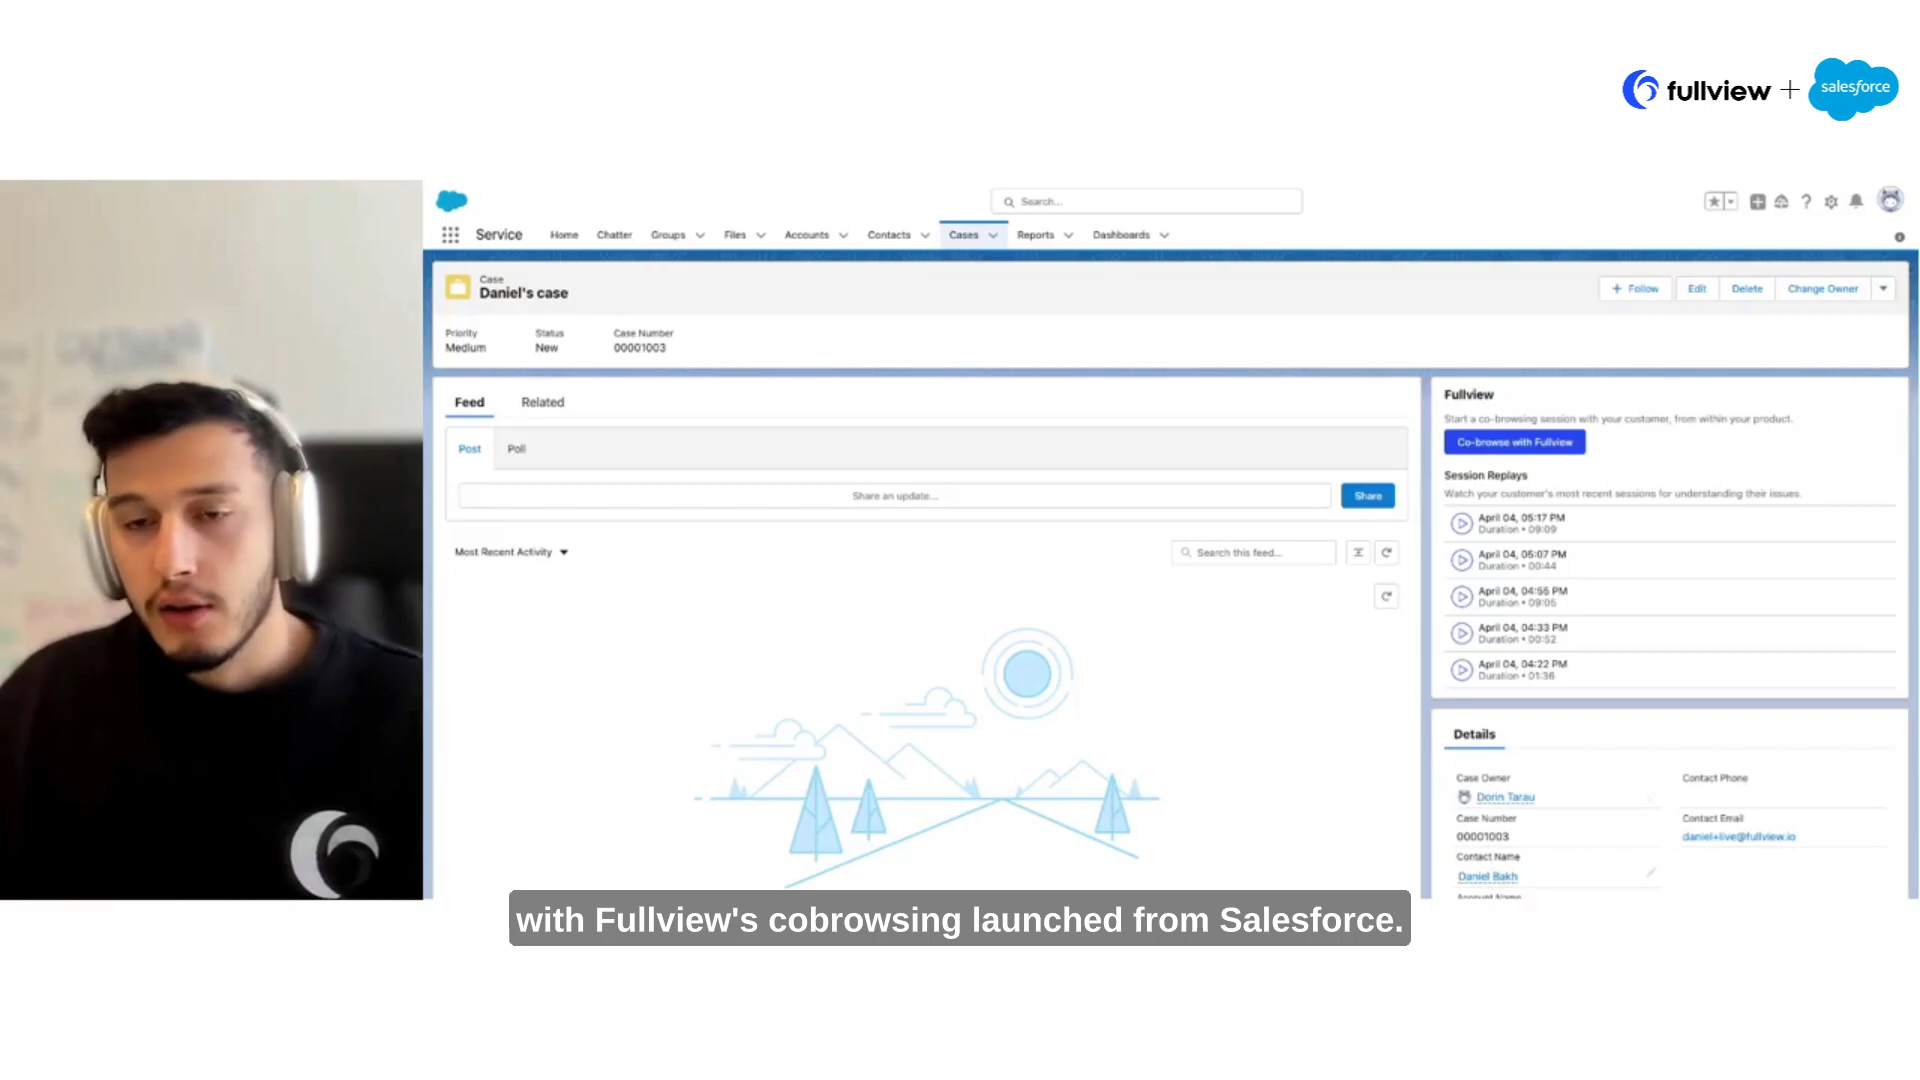 fullview + salesforce
Search...
Service Home Chatter Groups Files Accounts Contacts Cases Reports Dashboards
Case
Daniel's case
+ Follow Edit Delete Change Owner
Priority Status Case Number
Medium New 00001003
Feed Related
Post Poll
Share an update... Share
Most Recent Activity Search this feed...
Fullview
Start a co-browsing session with your customer, from within your product.
Co-browse with Fullview
Session Replays
Watch your customer's most recent sessions for understanding their issues.
April 04, 05:17 PM
Duration • 09:09
April 04, 05:07 PM
Duration • 00:44
April 04, 04:55 PM
Duration • 09:05
April 04, 04:33 PM
Duration • 00:52
April 04, 04:22 PM
Duration • 01:36
Details
Case Owner Contact Phone
Dorin Tarau
Case Number Contact Email
00001003 daniel+live@fullview.io
Contact Name
Daniel Bakh
Account Name
with Fullview's cobrowsing launched from Salesforce.